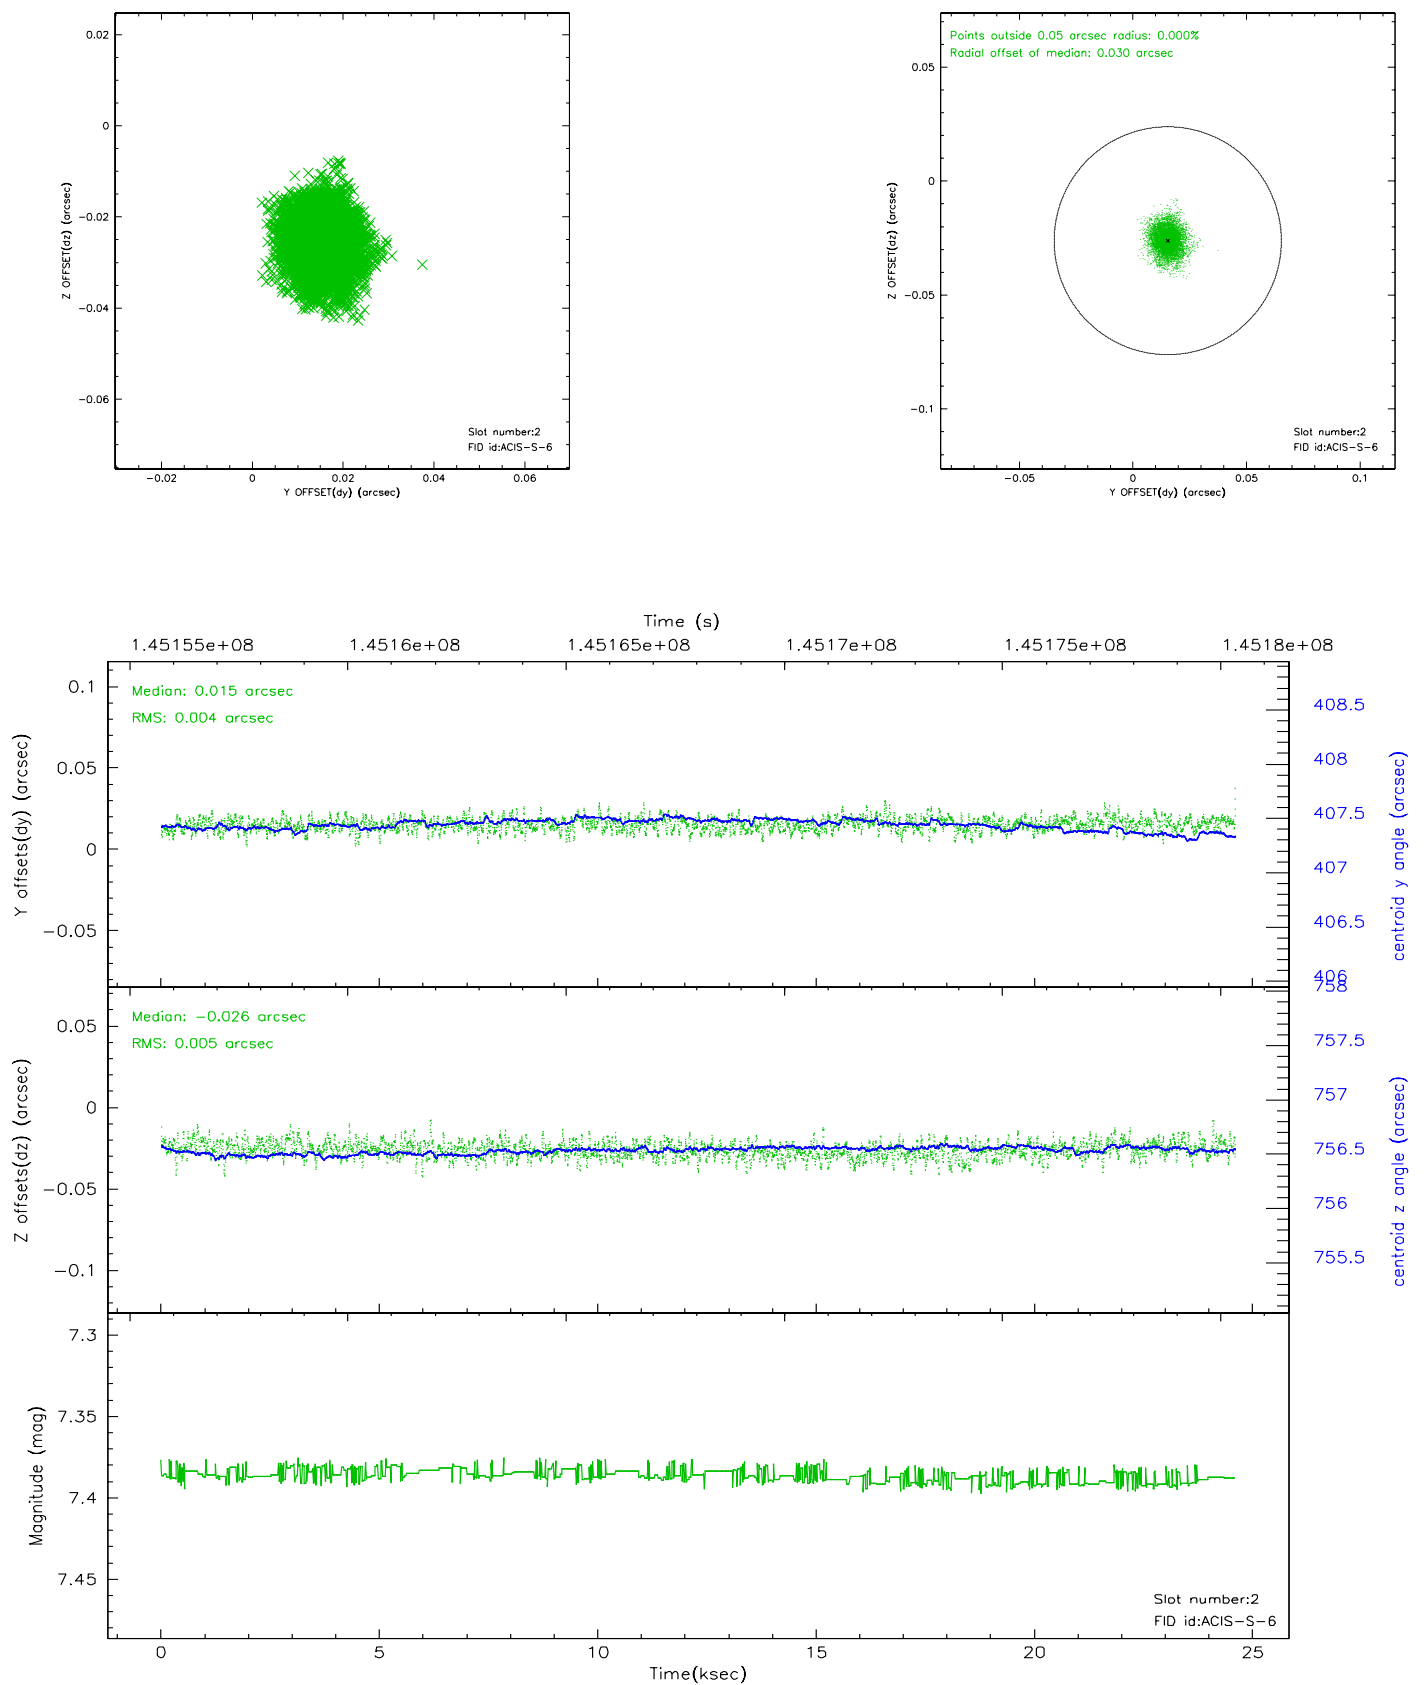 0.02
0
-0.02
-0.04
-0.06
Z OFFSET(dz) (arcsec)
Slot number:2
FID id:ACIS-S-6
-0.02 0 0.02 0.04 0.06
Y OFFSET(dy) (arcsec)
Points outside 0.05 arcsec radius: 0.000%
Radial offset of median: 0.030 arcsec
0.05
0
-0.05
-0.1
Z OFFSET(dz) (arcsec)
Slot number:2
FID id:ACIS-S-6
-0.05 0 0.05 0.1
Y OFFSET(dy) (arcsec)
Time (s)
1.45155e+08 1.4516e+08 1.45165e+08 1.4517e+08 1.45175e+08 1.4518e+08
Median: 0.015 arcsec
RMS: 0.004 arcsec
0.1
0.05
0
-0.05
Y offsets(dy) (arcsec)
408.5
408
407.5
407
406.5
406
centroid y angle (arcsec)
Median: -0.026 arcsec
RMS: 0.005 arcsec
0.05
0
-0.05
-0.1
Z offsets(dz) (arcsec)
758
757.5
757
756.5
756
755.5
centroid z angle (arcsec)
7.3
7.35
7.4
7.45
Magnitude (mag)
Slot number:2
FID id:ACIS-S-6
0 5 10 15 20 25
Time(ksec)